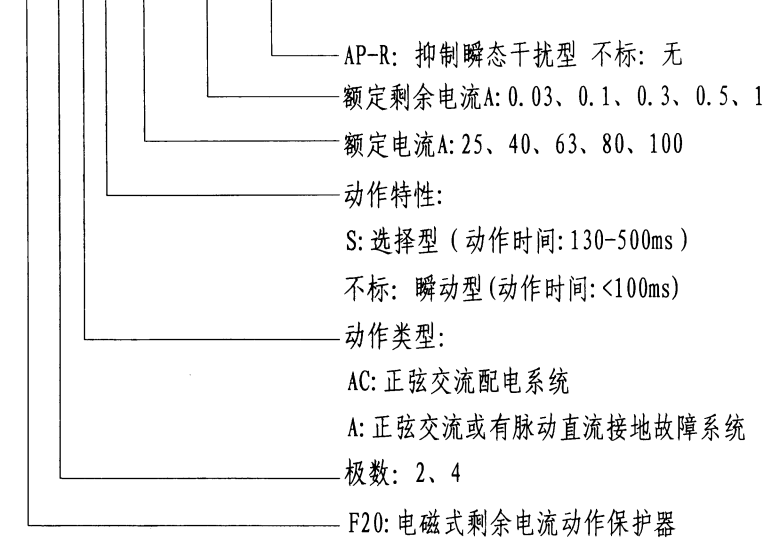 AP-R: 抑制瞬态干扰型 不标: 无
额定剩余电流A:0.03、0.1、0.3、0.5、1
额定电流A:25、40、63、80、100
动作特性:
S:选择型（动作时间:130-500ms）
不标: 瞬动型(动作时间:<100ms)
动作类型:
AC:正弦交流配电系统
A:正弦交流或有脉动直流接地故障系统
极数: 2、4
F20:电磁式剩余电流动作保护器